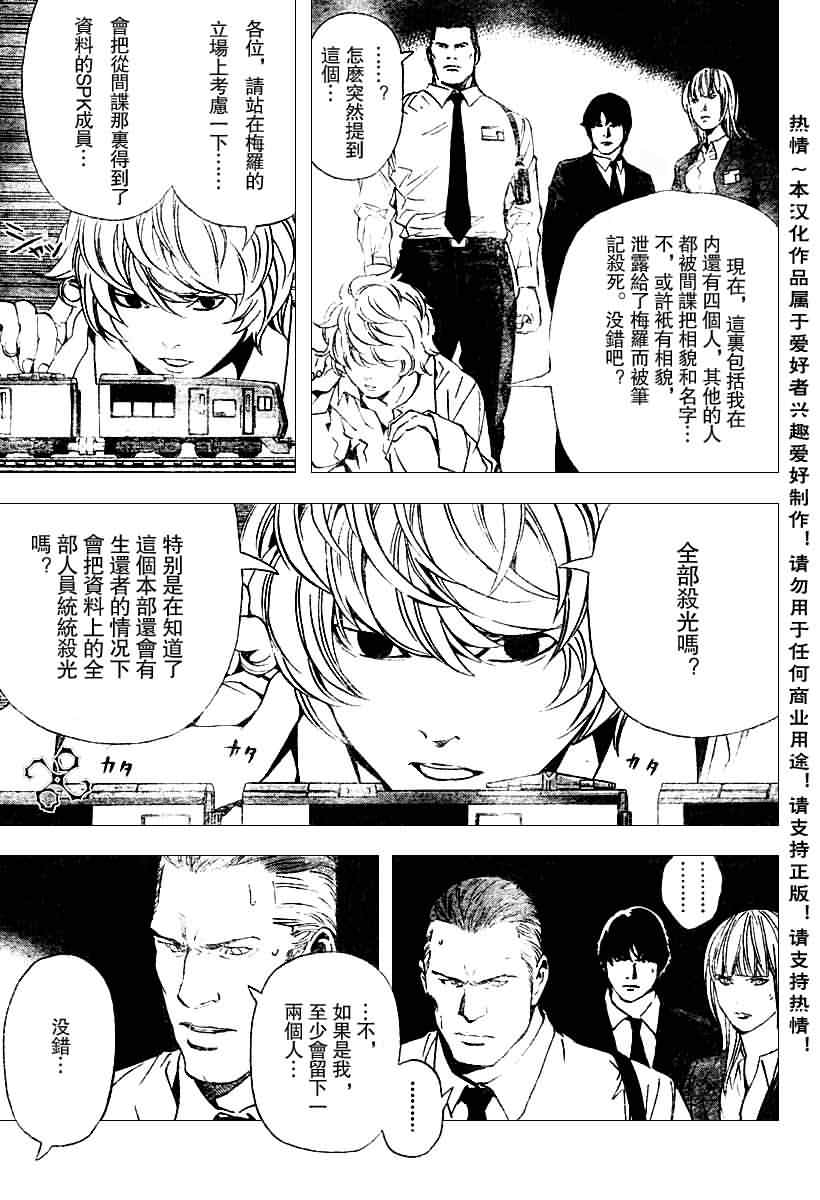 現在，這裏包括我在
内還有四個人，其他的人
都被間諜把相貌和名字…
不，或許祇有相貌，
泄露給了梅羅而被筆
記殺死。没錯吧？
……？
怎麽突然提到
這個…
各位，請站在梅羅的
立場上考慮一下……
會把從間諜那裏得到了
資料的SPK成員…
全部殺光嗎？
特别是在知道了
這個本部還會有
生還者的情况下
會把資料上的全
部人員統統殺光
嗎？
カタ
カタ
………
………
…不，
如果是我，
至少會留下一
兩個人…
没錯…
热情～本汉化作品属于爱好者兴趣爱好制作！请勿用于任何商业用途！请支持正版！请支持热情！